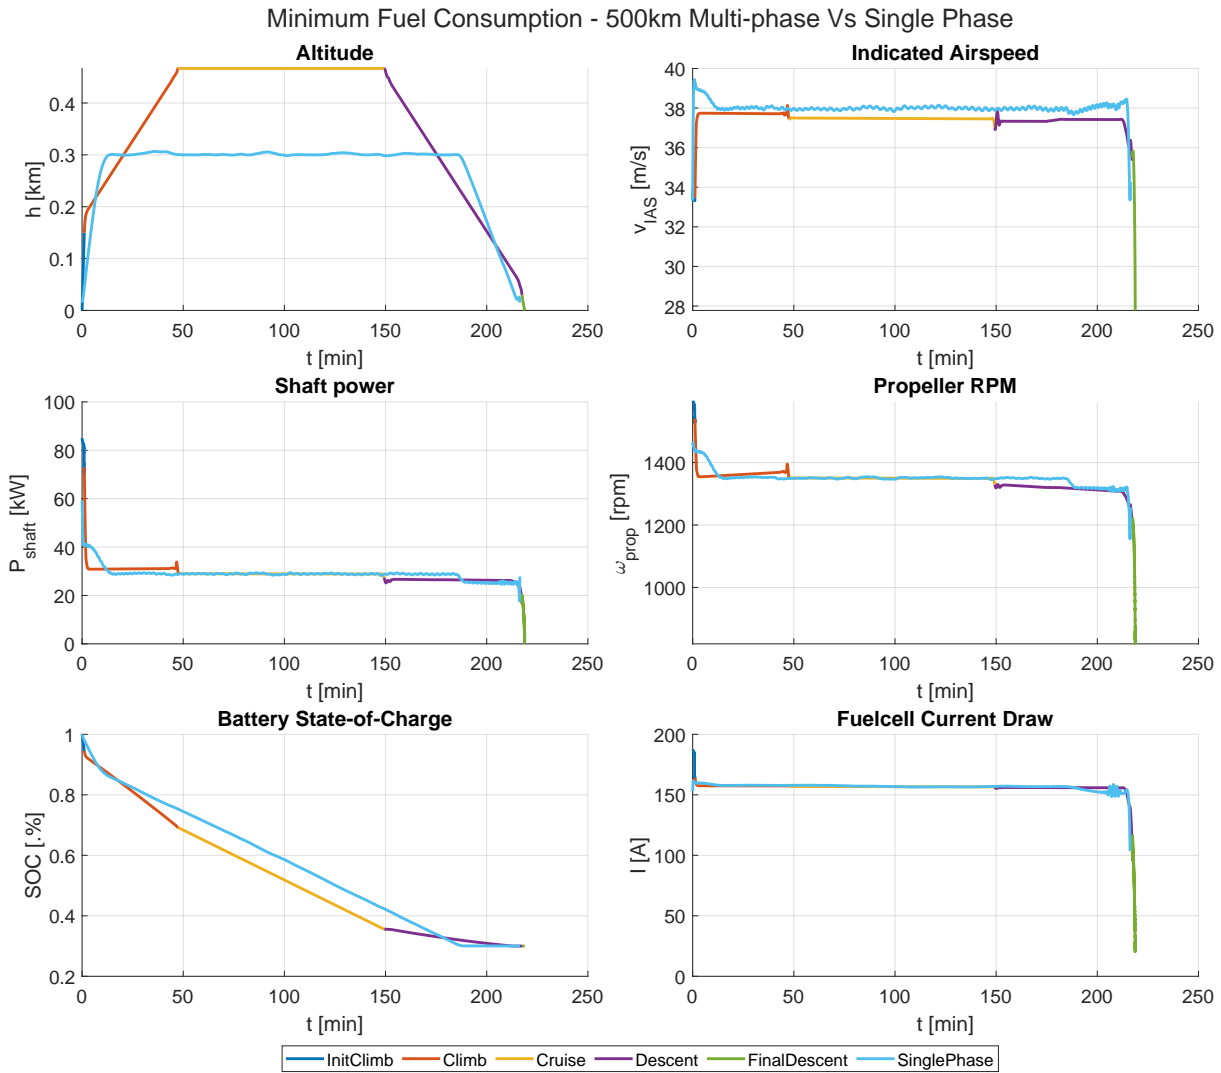 Minimum Fuel Consumption - 500km Multi-phase Vs Single Phase
Altitude
h [km]
0.4
0.3
0.2
0.1
0
0 50 100 150 200 250
t [min]
Indicated Airspeed
v_IAS [m/s]
40
38
36
34
32
30
28
0 50 100 150 200 250
t [min]
Shaft power
P_shaft [kW]
100
80
60
40
20
0
0 50 100 150 200 250
t [min]
Propeller RPM
ω_prop [rpm]
1400
1200
1000
0 50 100 150 200 250
t [min]
Battery State-of-Charge
SOC [.%]
1
0.8
0.6
0.4
0.2
0 50 100 150 200 250
t [min]
Fuelcell Current Draw
I [A]
200
150
100
50
0
0 50 100 150 200 250
t [min]
InitClimb Climb Cruise Descent FinalDescent SinglePhase